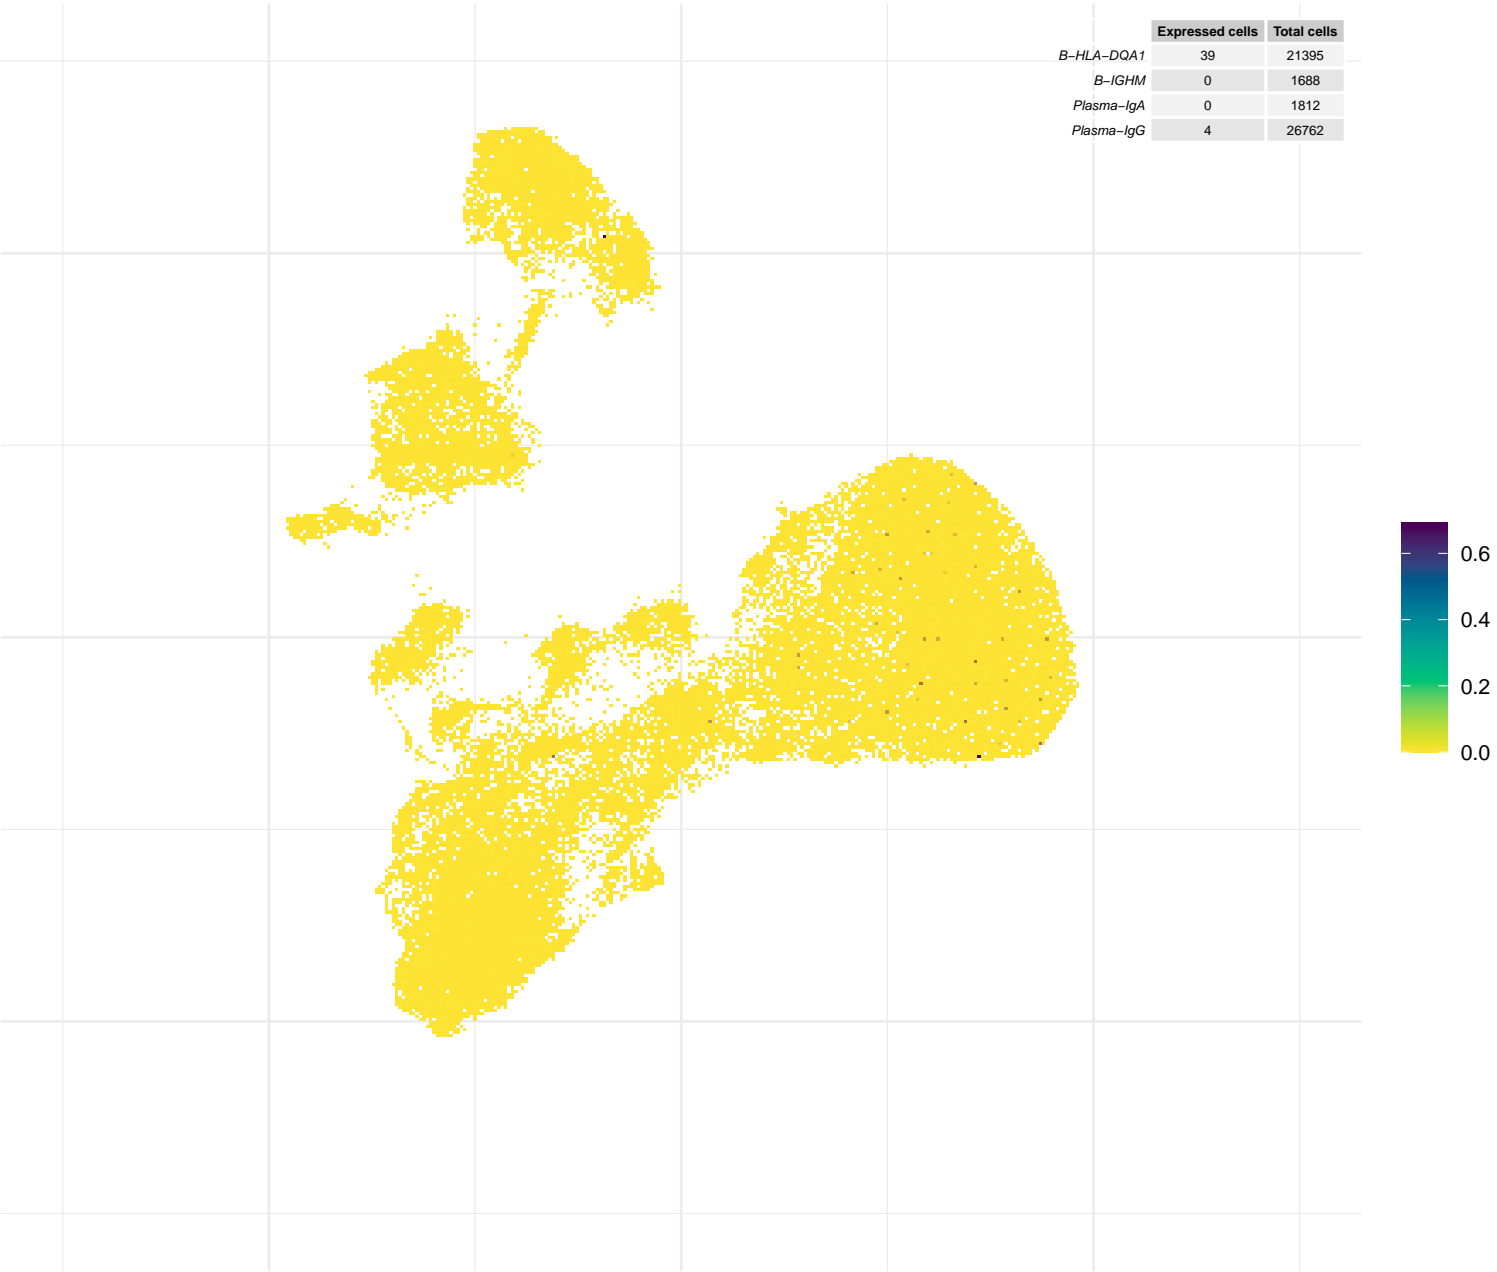 Expressed cells Total cells
B−HLA−DQA1 39 21395
B−IGHM 0 1688
Plasma−IgA 0 1812
Plasma−IgG 4 26762
0.6
0.4
0.2
0.0